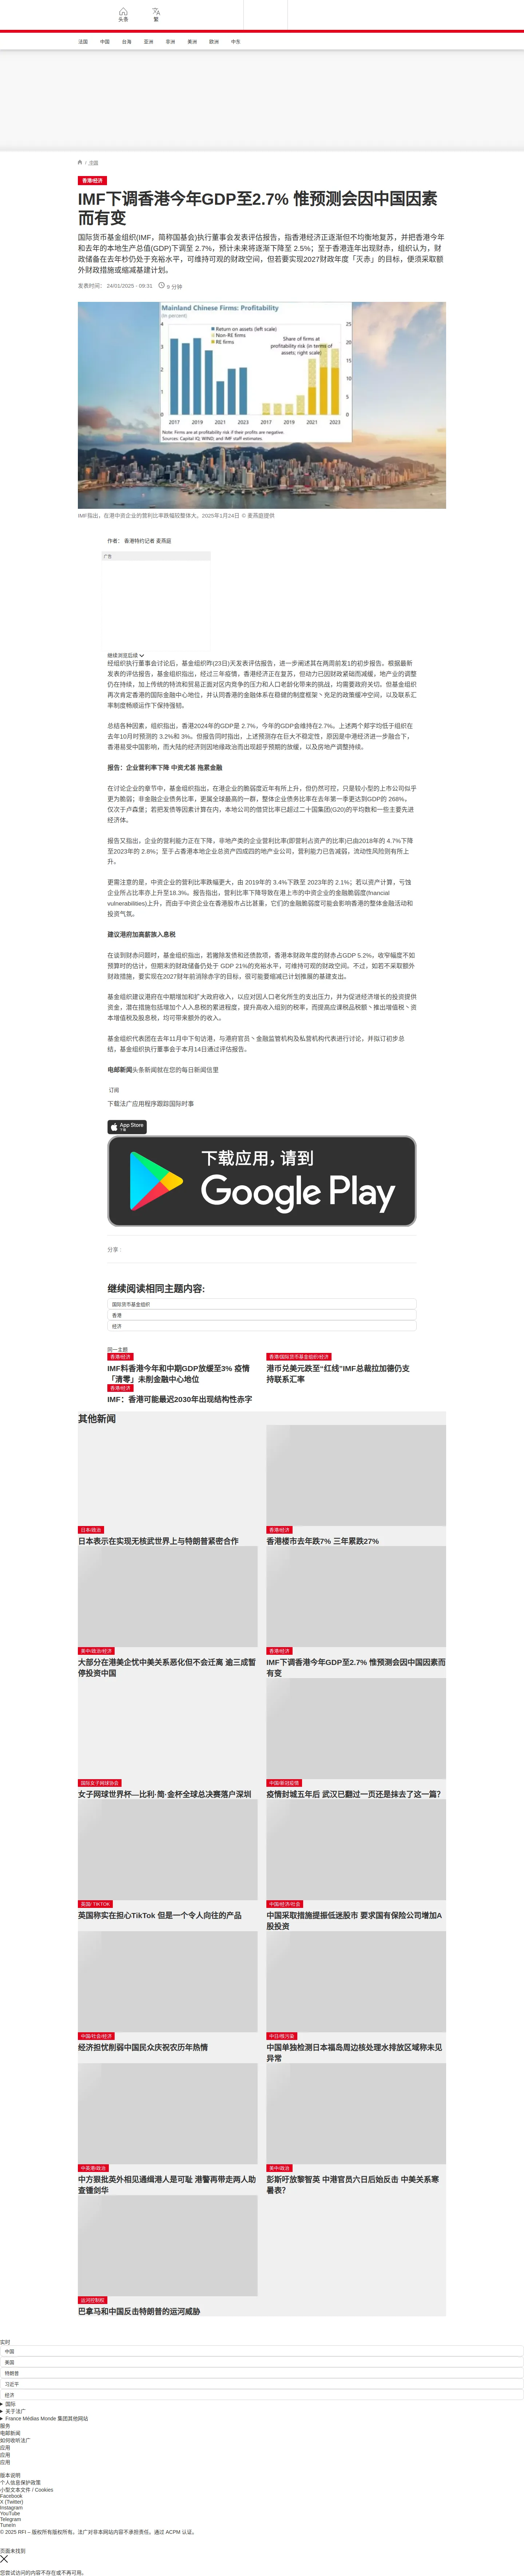 头条
繁
法国
中国
台海
亚洲
非洲
美洲
欧洲
中东
/ 中国
香港/经济
IMF下调香港今年GDP至2.7% 惟预测会因中国因素而有变
国际货币基金组织(IMF，简称国基会)执行董事会发表评估报告，指香港经济正逐渐但不均衡地复苏，并把香港今年和去年的本地生产总值(GDP)下调至 2.7%，预计未来将逐渐下降至 2.5%；至于香港连年出现财赤，组织认为，财政储备在去年杪仍处于充裕水平，可维持可观的财政空间，但若要实现2027财政年度「灭赤」的目标，便须采取额外财政措施或缩减基建计划。
发表时间： 24/01/2025 - 09:31
9 分钟
Mainland Chinese Firms: Profitability
(In percent)
Return on assets (left scale)
Non-RE firms
RE firms
Share of firms at profitability risk (in terms of assets; right scale)
2017 2019 2021 2023 2017 2019 2021 2023
Note: Firms are at profitability risk if their profits are negative.
Sources: Capital IQ; WIND, and IMF staff estimates.
IMF指出，在港中资企业的营利比率跌幅较整体大。2025年1月24日 © 麦燕庭提供
作者： 香港特约记者 麦燕庭
广告
继续浏览后续
经组织执行董事会讨论后，基金组织昨(23日)天发表评估报告，进一步阐述其在两周前发1的初步报告。根据最新发表的评估报告，基金组织指出，经过三年疫情，香港经济正在复苏，但动力已因财政紧础而减缓，地产业的调整仍在持续，加上传统的物流和贸易正面对区内竞争的压力和人口老龄化带来的挑战，均需要政府关切。但基金组织再次肯定香港的国际金融中心地位，并认同香港的金融体系在稳健的制度框架丶充足的政策缓冲空间，以及联系汇率制度畅顺运作下保持强韧。
总结各种因素，组织指出，香港2024年的GDP是 2.7%，今年的GDP会维持在2.7%。上述两个郑字均低于组织在去年10月时预测的 3.2%和 3%。但报告同时指出，上述预测存在巨大不稳定性，原因是中港经济进一步融合下，香港易受中国影响，而大陆的经济则因地缘政治而出现超乎预期的放缓，以及房地产调整持续。
报告：企业营利率下降 中资尤甚 拖累金融
在讨论企业的章节中，基金组织指出，在港企业的脆弱度近年有所上升，但仍然可控，只是较小型的上市公司似乎更为脆弱；非金融企业债务比率，更属全球最高的一群，整体企业债务比率在去年第一季更达到GDP的 268%，仅次于卢森堡；若把发债等因素计算在内，本地公司的借贷比率已超过二十国集团(G20)的平均数和一些主要先进经济体。
报告又指出，企业的营利能力正在下降，非地产类的企业营利比率(即营利占资产的比率)已由2018年的 4.7%下降至2023年的 2.8%；至于占香港本地企业总资产四成四的地产业公司，营利能力已告减弱，流动性风险则有所上升。
更需注意的是，中资企业的营利比率跌幅更大，由 2019年的 3.4%下跌至 2023年的 2.1%；若以资产计算，亏蚀企业所占比率亦上升至18.3%。报告指出，营利比率下降导致在港上市的中资企业的金融脆弱度(fnancial vulnerabilities)上升，而由于中资企业在香港股市占比甚重，它们的金融脆弱度可能会影响香港的整体金融活动和投资气氛。
建议港府加高薪族入息税
在谈到财赤问题时，基金组织指出，若撇除发债和还债款项，香港本财政年度的财赤占GDP 5.2%，收窄幅度不如预算时的估计，但期末的财政储备仍处于 GDP 21%的充裕水平，可维持可观的财政空间。不过，如若不采取额外财政措施，要实现在2027财年前消除赤字的目标，很可能要缩减已计划推展的基建支出。
基金组织建议港府在中期增加和扩大政府收入，以应对因人口老化所生的支出压力，并为促进经济增长的投资提供资金，潜在措施包括增加个人入息税的累进程度，提升高收入组别的税率，而提高应课税品税额丶推出增值税丶资本增值税及股息税，均可带来额外的收入。
基金组织代表团在去年11月中下旬访港，与港府官员丶金融监管机构及私营机构代表进行讨论，并拟订初步总结，基金组织执行董事会于本月14日通过评估报告。
电邮新闻头条新闻就在您的每日新闻信里
订阅
下载法广应用程序跟踪国际时事
App Store
下载
下载应用，请到
Google Play
分享 :
继续阅读相同主题内容:
国际货币基金组织
香港
经济
同一主题
香港/经济
IMF料香港今年和中期GDP放缓至3% 疫情「清零」未削金融中心地位
香港/国际货币基金组织/经济
港币兑美元跌至“红线”IMF总裁拉加德仍支持联系汇率
香港/经济
IMF：香港可能最迟2030年出现结构性赤字
其他新闻
日本/政治
日本表示在实现无核武世界上与特朗普紧密合作
香港/经济
香港楼市去年跌7% 三年累跌27%
美中/政治/经济
大部分在港美企忧中美关系恶化但不会迁离 逾三成暂停投资中国
香港/经济
IMF下调香港今年GDP至2.7% 惟预测会因中国因素而有变
国际女子网球协会
女子网球世界杯—比利·简·金杯全球总决赛落户深圳
中国/新冠疫情
疫情封城五年后 武汉已翻过一页还是抹去了这一篇?
英国/ TIKTOK
英国称实在担心TikTok 但是一个令人向往的产品
中国/经济/社会
中国采取措施提振低迷股市 要求国有保险公司增加A股投资
中国/社会/经济
经济担忧削弱中国民众庆祝农历年热情
中日/核污染
中国单独检测日本福岛周边核处理水排放区域称未见异常
中英港/政治
中方狠批英外相见通缉港人是可耻 港警再带走两人助查锺剑华
美中/政治
彭斯吁放黎智英 中港官员六日后始反击 中美关系寒暑表?
运河控制权
巴拿马和中国反击特朗普的运河威胁
实时
中国
美国
特朗普
习近平
经济
国际
关于法广
France Médias Monde 集团其他网站
服务
电邮新闻
如何收听法广
应用
应用
应用
版本说明
个人信息保护政策
小型文本文件 / Cookies
Facebook
X (Twitter)
Instagram
YouTube
Telegram
TuneIn
© 2025 RFI – 版权所有版权所有。法广对非本网站内容不承担责任。通过 ACPM 认证。
页面未找到
您尝试访问的内容不存在或不再可用。